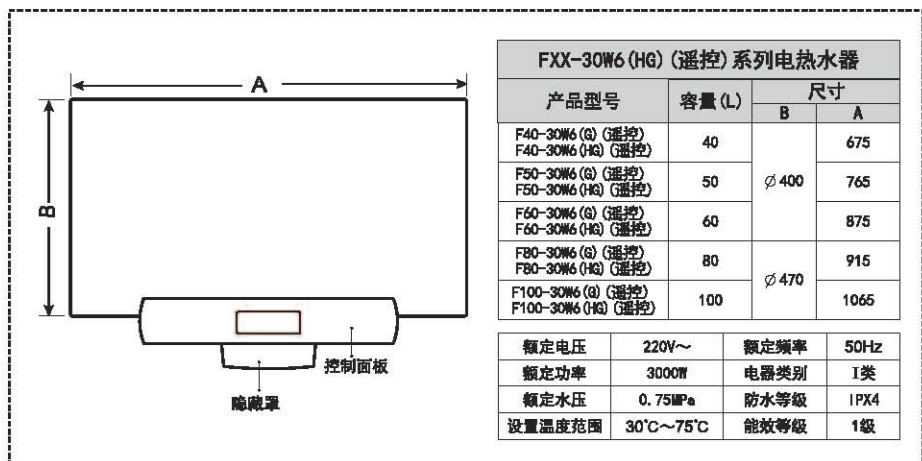 A
B
控制面板
隐藏罩
FXX-30W6(HG)(遥控)系列电热水器
产品型号 容量(L) 尺寸
B A
F40-30W6(G)(遥控)
F40-30W6(HG)(遥控)
40
675
F50-30W6(G)(遥控)
F50-30W6(HG)(遥控)
50
∅400
765
F60-30W6(G)(遥控)
F60-30W6(HG)(遥控)
60
875
F80-30W6(G)(遥控)
F80-30W6(HG)(遥控)
80
∅470
915
F100-30W6(G)(遥控)
F100-30W6(HG)(遥控)
100
1065
额定电压 220V～ 额定频率 50Hz
额定功率 3000W 电器类别 I类
额定水压 0.75MPa 防水等级 IPX4
设置温度范围 30℃～75℃ 能效等级 1级